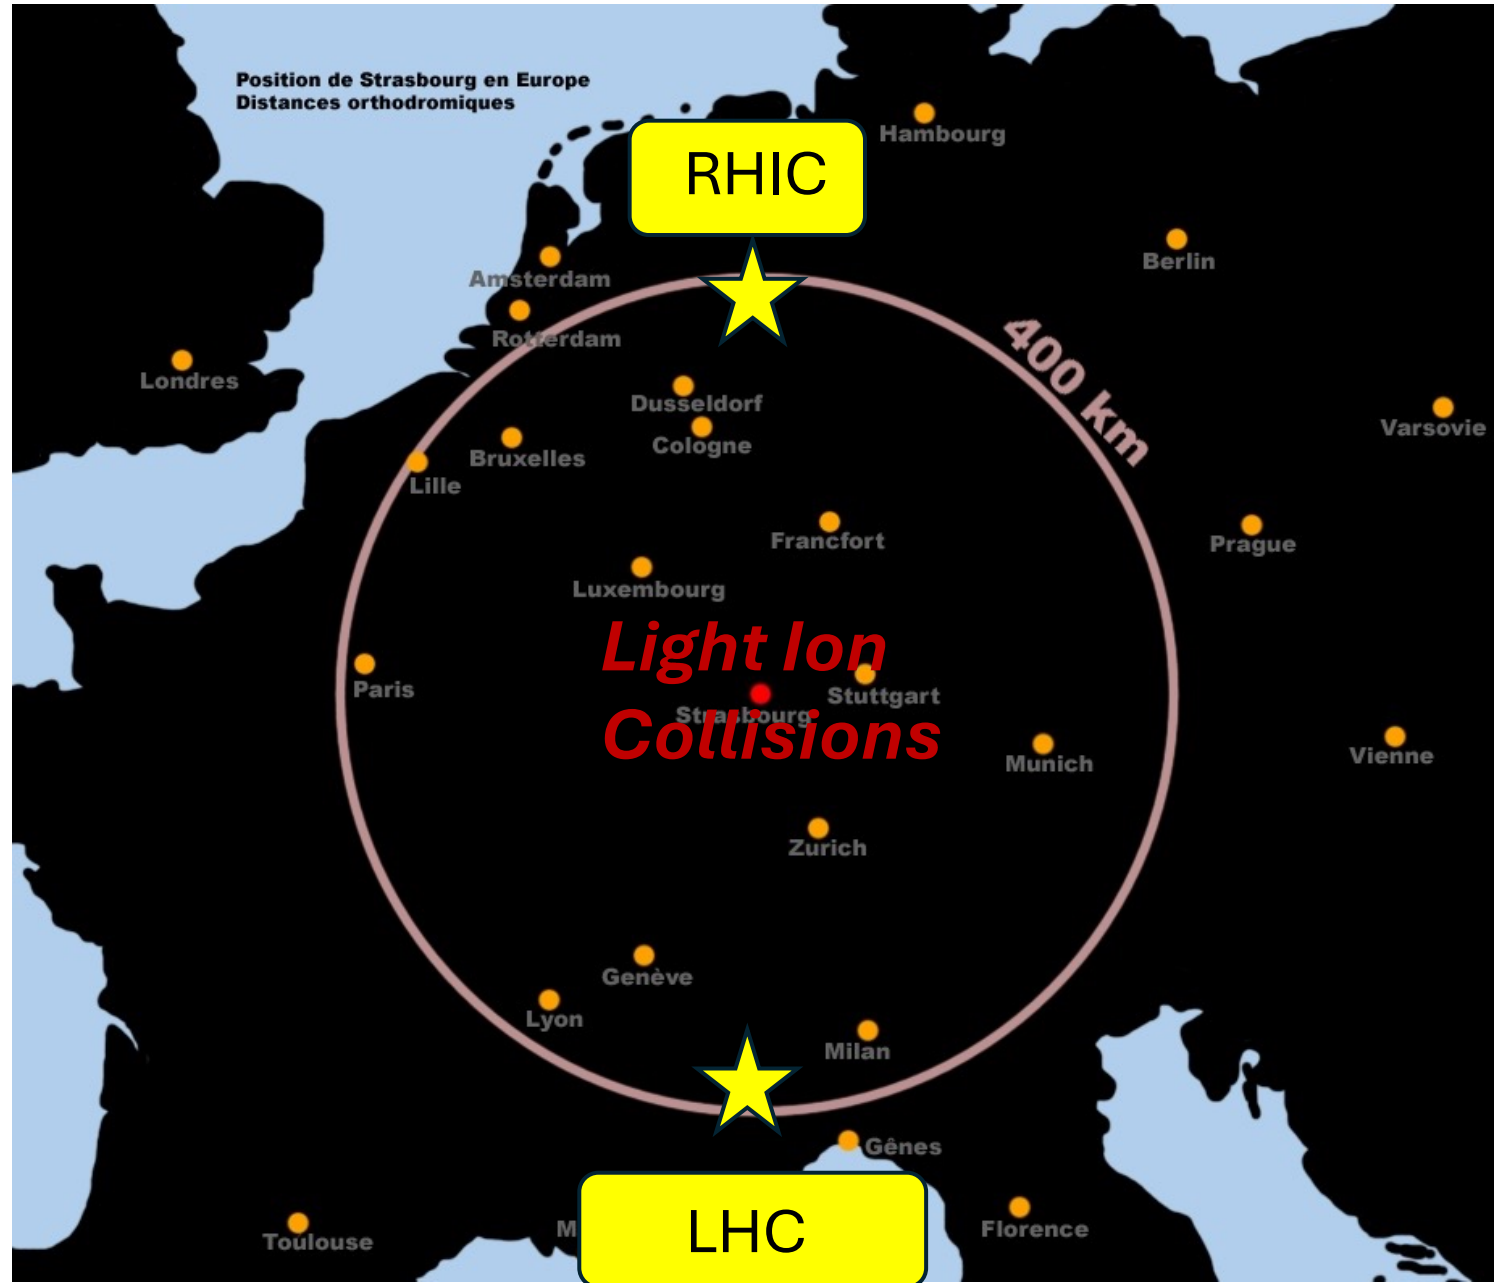 Position de Strasbourg en Europe
Distances orthodromiques
Hambourg
RHIC
Berlin
Amsterdam
Rotterdam
400 km
Londres
Dusseldorf
Varsovie
Cologne
Bruxelles
Lille
Francfort
Prague
Luxembourg
Light Ion
Paris
Stuttgart
Strasbourg
Collisions
Munich
Vienne
Zurich
Genève
Lyon
Milan
Gênes
LHC
Florence
Toulouse